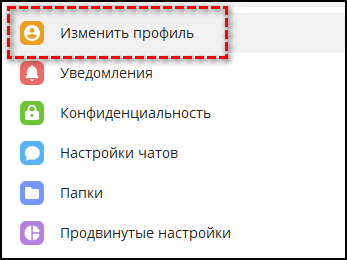 Изменить профиль
Уведомления
Конфиденциальность
Настройки чатов
Папки
Продвинутые настройки